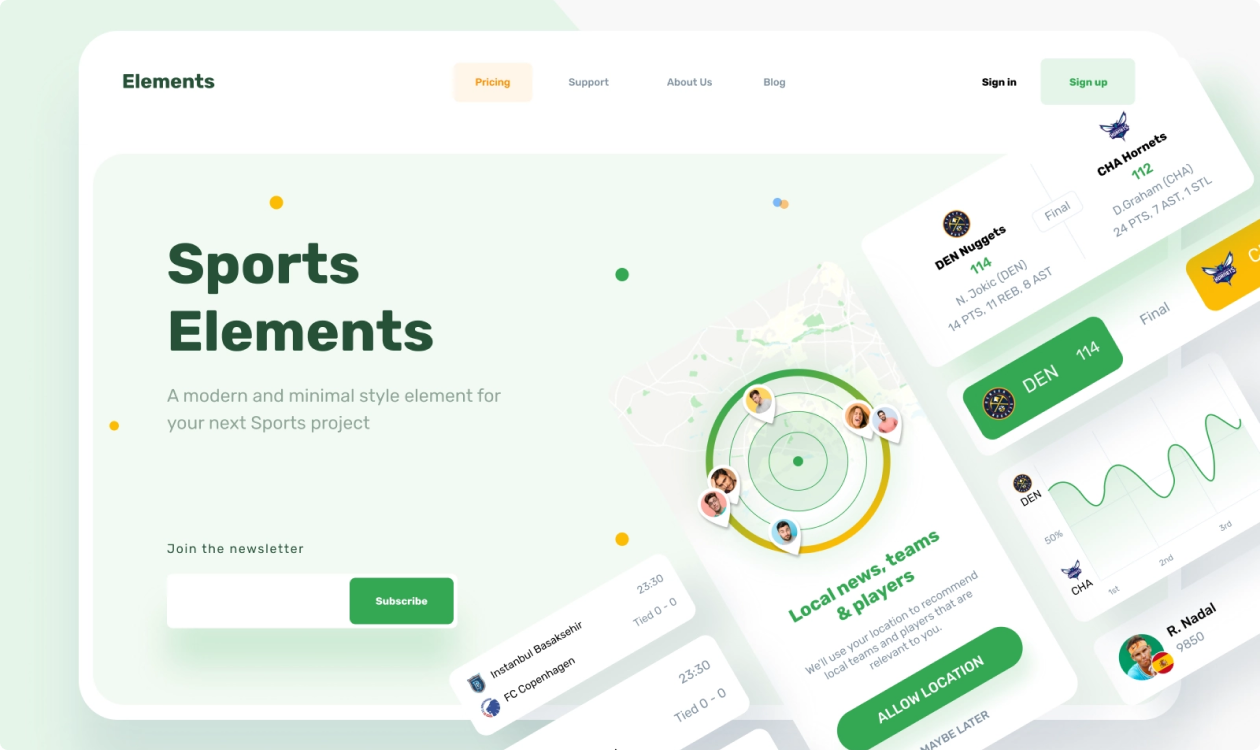 Elements
Pricing
Support
About Us
Blog
Sign in
Sign up
Sports
Elements
A modern and minimal style element for
your next Sports project
Join the newsletter
Subscribe
DEN Nuggets
114
N. Jokic (DEN)
14 PTS, 11 REB, 8 AST
Final
CHA Hornets
112
D.Graham (CHA)
24 PTS, 7 AST, 1 STL
DEN
114
Final
DEN
50%
CHA
1st
2nd
3rd
R. Nadal
9850
Local news, teams
& players
We'll use your location to recommend
local teams and players that are
relevant to you.
ALLOW LOCATION
MAYBE LATER
Instanbul Basaksehir
23:30
FC Copenhagen
Tied 0 - 0
23:30
Tied 0 - 0